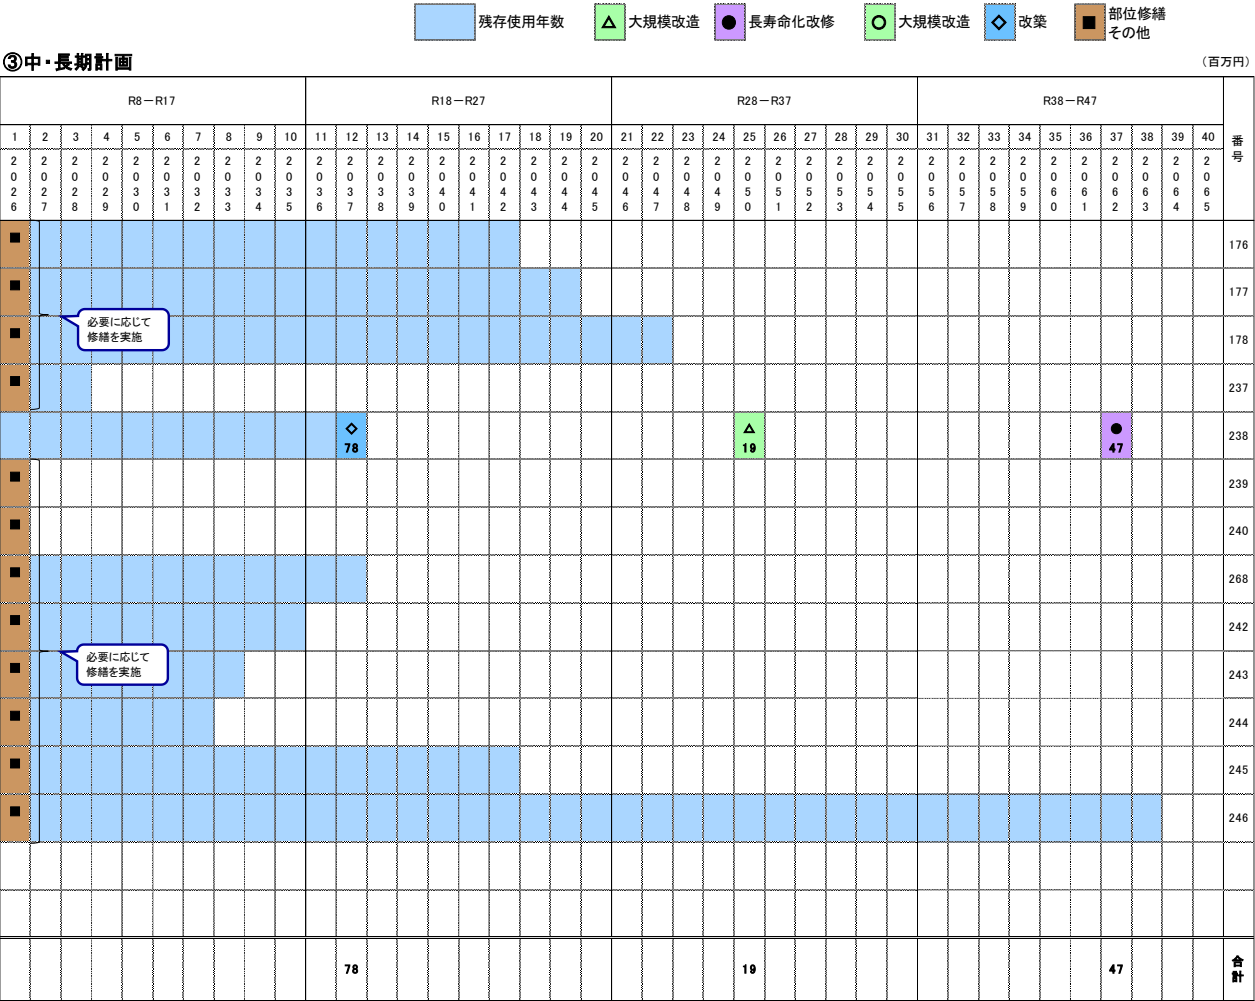 残存使用年数 大規模改造 長寿命化改修 大規模改造 改築 部位修繕
その他
③中・長期計画 （百万円）
R8－R17 R18－R27 R28－R37 R38－R47
1 2 3 4 5 6 7 8 9 10 11 12 13 14 15 16 17 18 19 20 21 22 23 24 25 26 27 28 29 30 31 32 33 34 35 36 37 38 39 40 番号
2026 2027 2028 2029 2030 2031 2032 2033 2034 2035 2036 2037 2038 2039 2040 2041 2042 2043 2044 2045 2046 2047 2048 2049 2050 2051 2052 2053 2054 2055 2056 2057 2058 2059 2060 2061 2062 2063 2064 2065
■ 176
■ 177
必要に応じて
修繕を実施
■ 178
■ 237
◇ △ ● 238
78 19 47
■ 239
■ 240
■ 268
■ 242
必要に応じて
修繕を実施
■ 243
■ 244
■ 245
■ 246
78 19 47 合計